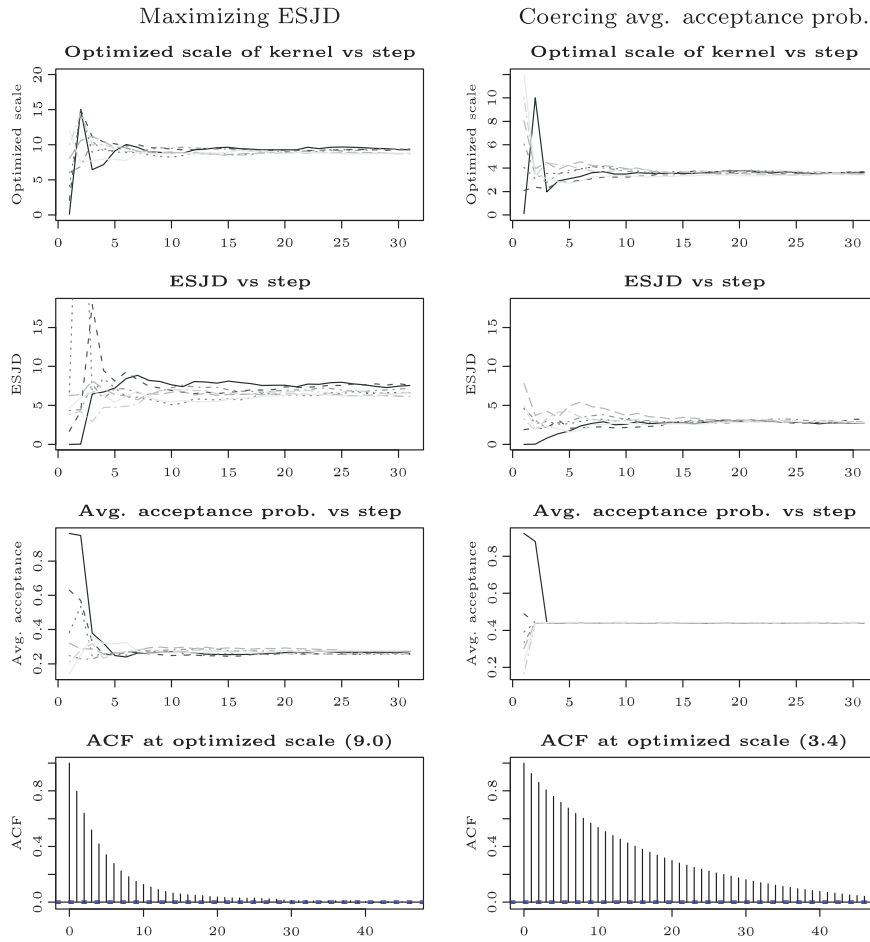 Maximizing ESJD
Optimized scale of kernel vs step
Optimized scale
0 5 10 15 20
0 5 10 15 20 25 30
ESJD vs step
ESJD
0 5 10 15
0 5 10 15 20 25 30
Avg. acceptance prob. vs step
Avg. acceptance
0.2 0.4 0.6 0.8
0 5 10 15 20 25 30
ACF at optimized scale (9.0)
ACF
0.0 0.4 0.8
0 10 20 30 40
Coercing avg. acceptance prob.
Optimal scale of kernel vs step
Optimized scale
0 2 4 6 8 10
0 5 10 15 20 25 30
ESJD vs step
ESJD
0 5 10 15
0 5 10 15 20 25 30
Avg. acceptance prob. vs step
Avg. acceptance
0.2 0.4 0.6 0.8
0 5 10 15 20 25 30
ACF at optimized scale (3.4)
ACF
0.0 0.4 0.8
0 10 20 30 40